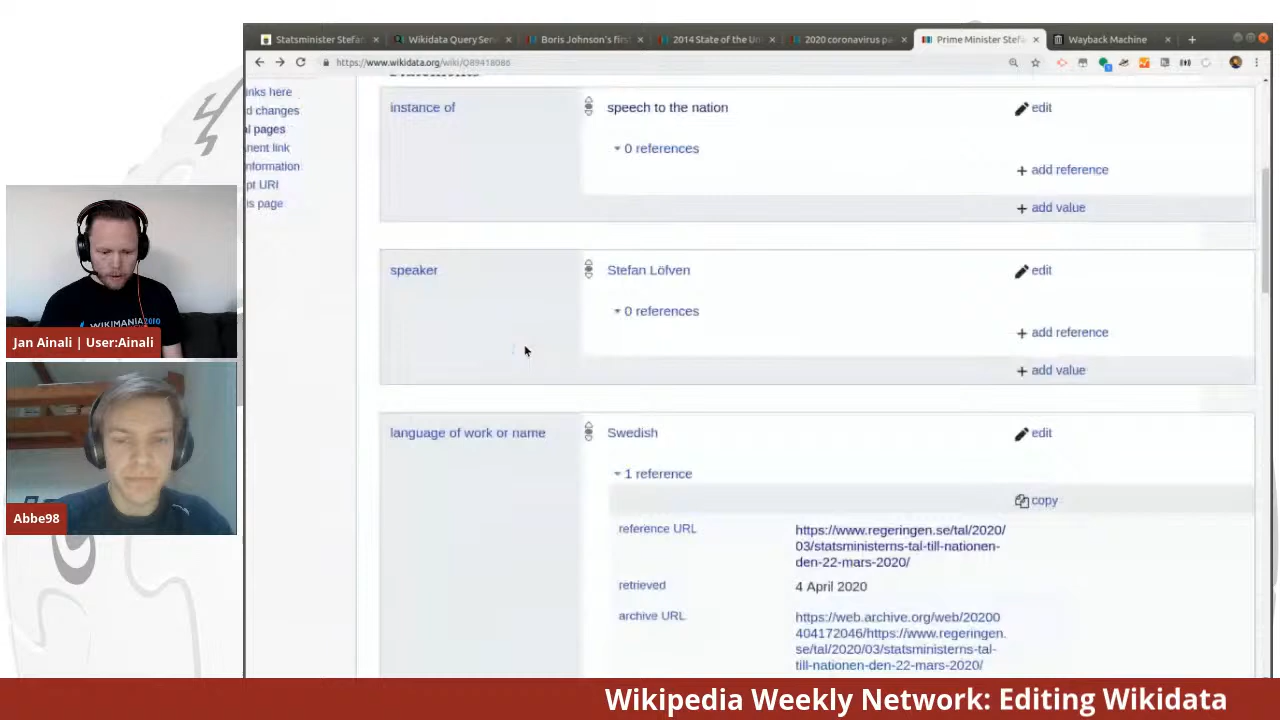 Statsminister Stefa
Wikidata Query Ser
Boris Johnson's firs
2014 State of the Un
2020 coronavirus pa
Prime Minister Stefa
Wayback Machine
https://www.wikidata.org/wiki/Q89418086
inks here
d changes
l pages
nent link
nformation
pt URI
is page
instance of
speech to the nation
edit
0 references
+ add reference
+ add value
speaker
Stefan Löfven
edit
0 references
+ add reference
+ add value
language of work or name
Swedish
edit
1 reference
copy
reference URL
https://www.regeringen.se/tal/2020/
03/statsministerns-tal-till-nationen-
den-22-mars-2020/
retrieved
4 April 2020
archive URL
https://web.archive.org/web/20200
404172046/https://www.regeringen.
se/tal/2020/03/statsministerns-tal-
till-nationen-den-22-mars-2020/
WIKIMANIA
Jan Ainali | User:Ainali
Abbe98
Wikipedia Weekly Network: Editing Wikidata